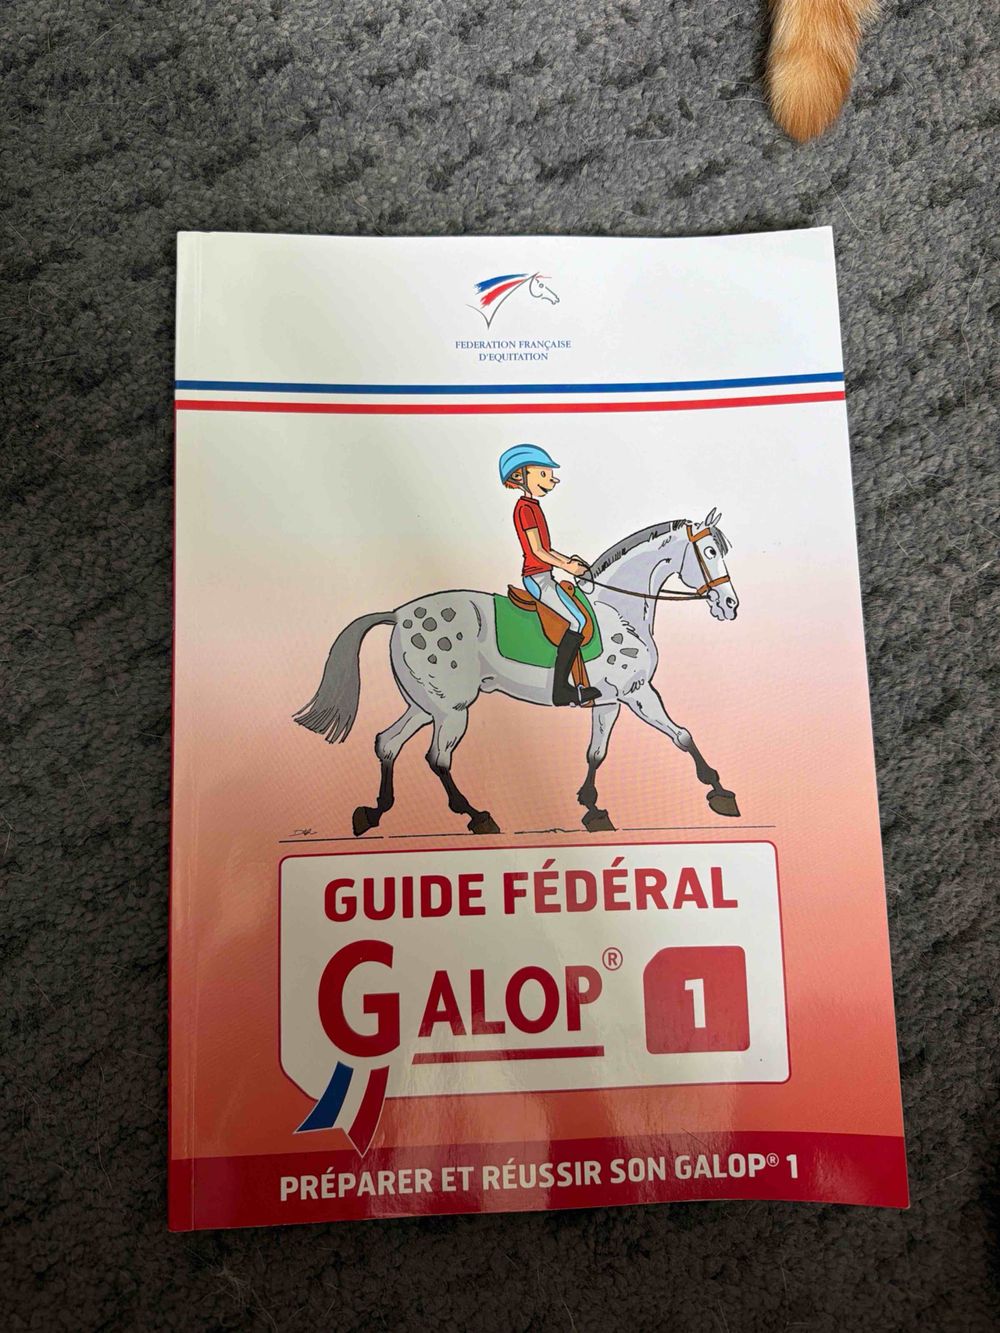 FEDERATION FRANÇAISE
D'EQUITATION
GUIDE FÉDÉRAL
GALOP® 1
PRÉPARER ET RÉUSSIR SON GALOP® 1